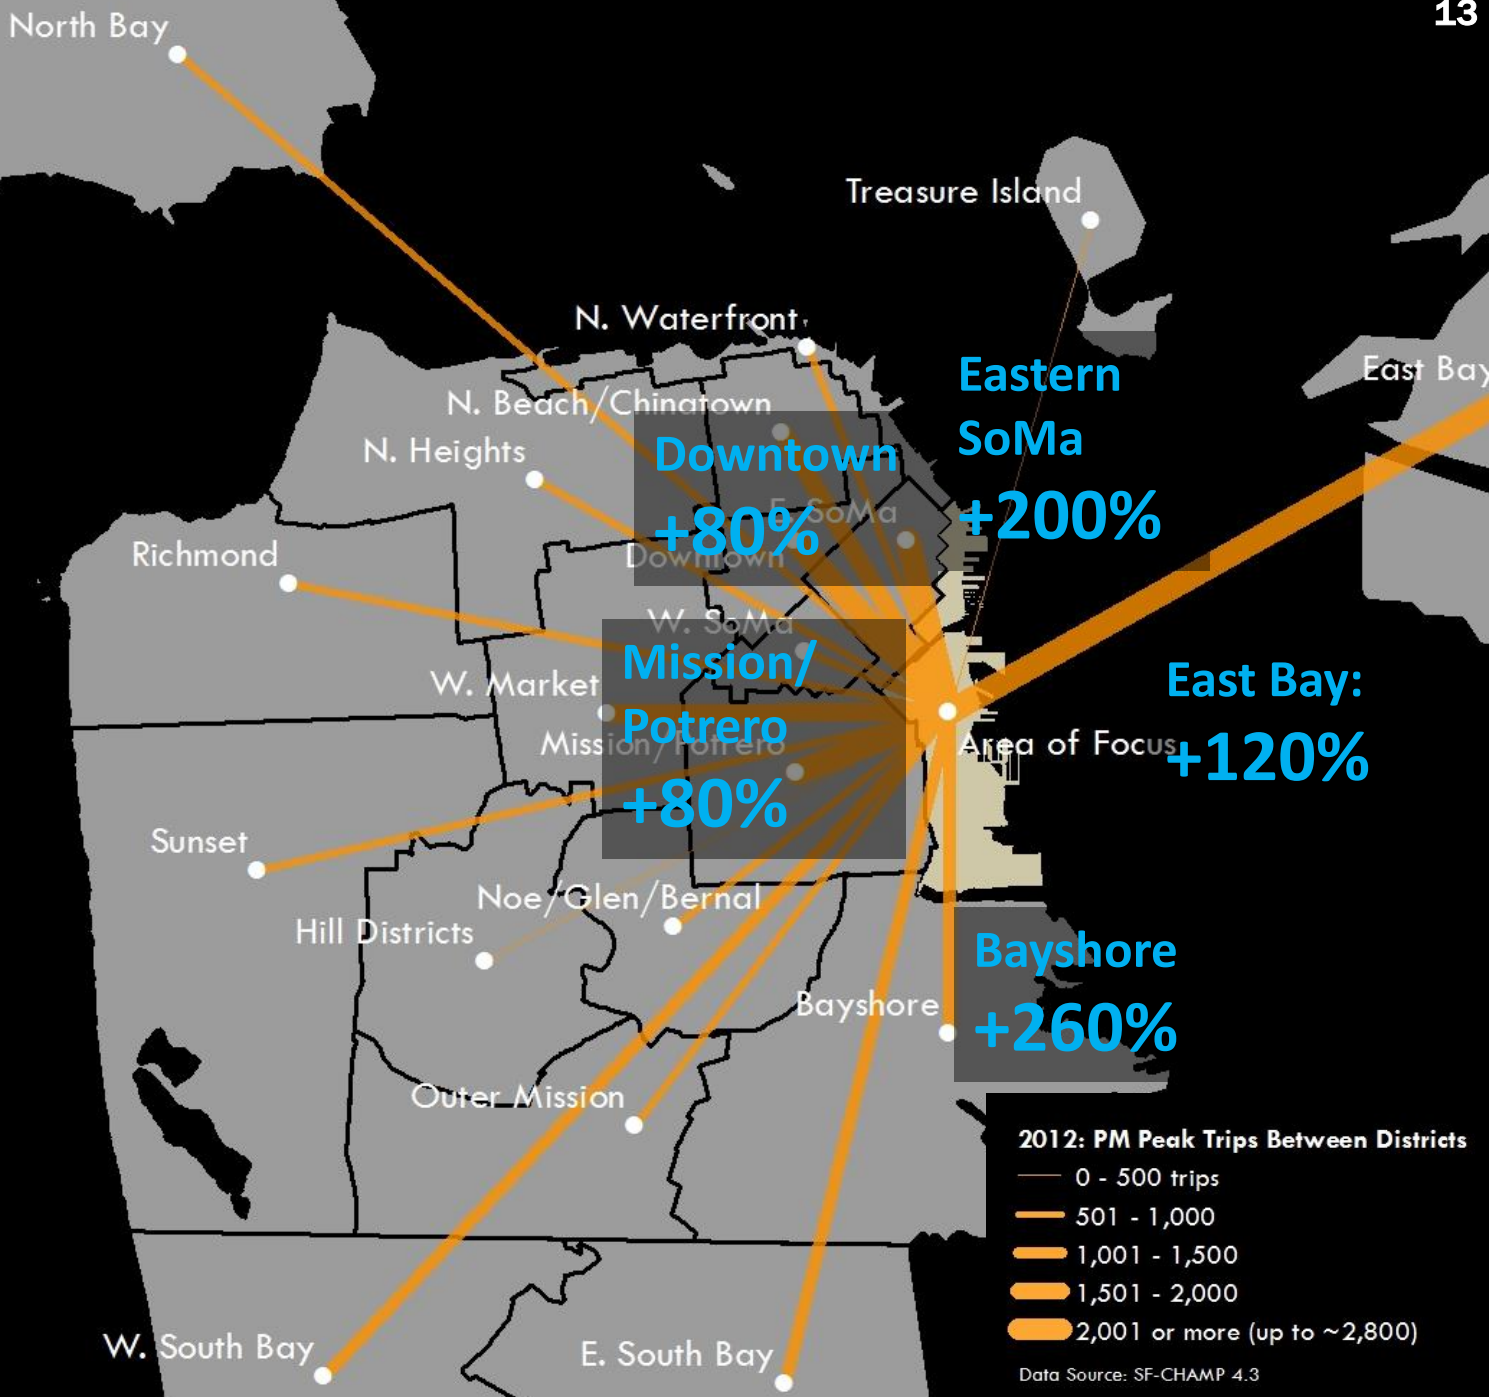 13
North Bay
Treasure Island
N. Waterfront
East Bay
Eastern
SoMa
+200%
N. Beach/Chinatown
N. Heights
Downtown
+80%
E. SoMa
Downtown
Richmond
W. SoMa
Mission/
Potrero
+80%
W. Market
Mission/Potrero
East Bay:
+120%
Area of Focus
Sunset
Noe/Glen/Bernal
Hill Districts
Bayshore
+260%
Bayshore
Outer Mission
W. South Bay
E. South Bay
2012: PM Peak Trips Between Districts
0 - 500 trips
501 - 1,000
1,001 - 1,500
1,501 - 2,000
2,001 or more (up to ~2,800)
Data Source: SF-CHAMP 4.3